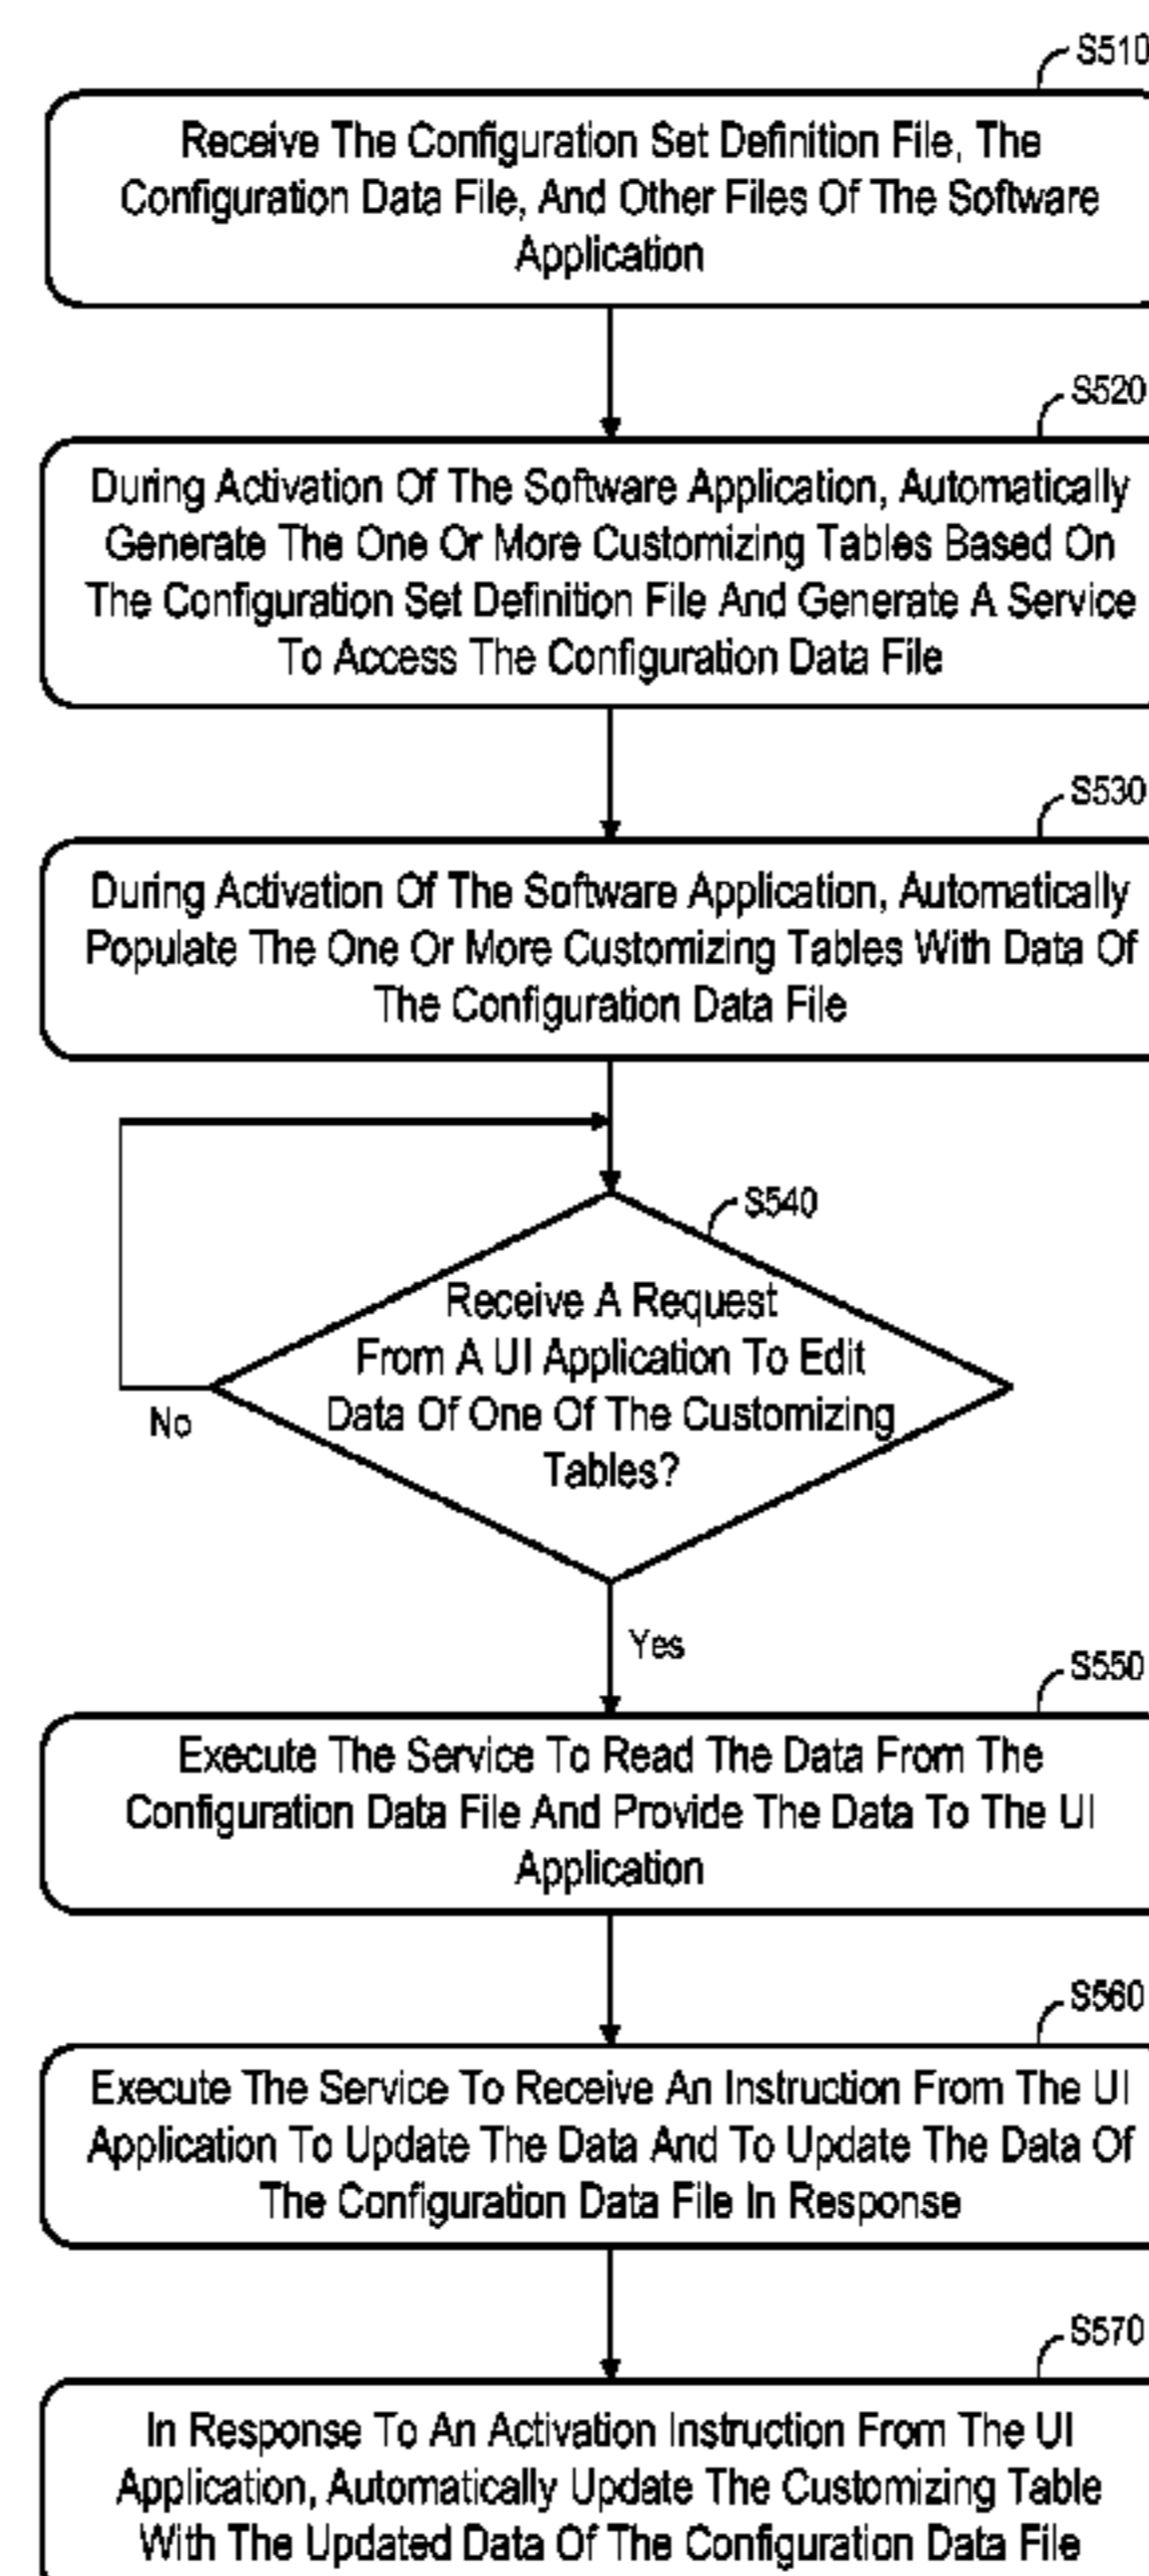 S510
Receive The Configuration Set Definition File, The
Configuration Data File, And Other Files Of The Software
Application
S520
During Activation Of The Software Application, Automatically
Generate The One Or More Customizing Tables Based On
The Configuration Set Definition File And Generate A Service
To Access The Configuration Data File
S530
During Activation Of The Software Application, Automatically
Populate The One Or More Customizing Tables With Data Of
The Configuration Data File
S540
Receive A Request
From A UI Application To Edit
Data Of One Of The Customizing
Tables?
No
Yes
S550
Execute The Service To Read The Data From The
Configuration Data File And Provide The Data To The UI
Application
S560
Execute The Service To Receive An Instruction From The UI
Application To Update The Data And To Update The Data Of
The Configuration Data File In Response
S570
In Response To An Activation Instruction From The UI
Application, Automatically Update The Customizing Table
With The Updated Data Of The Configuration Data File